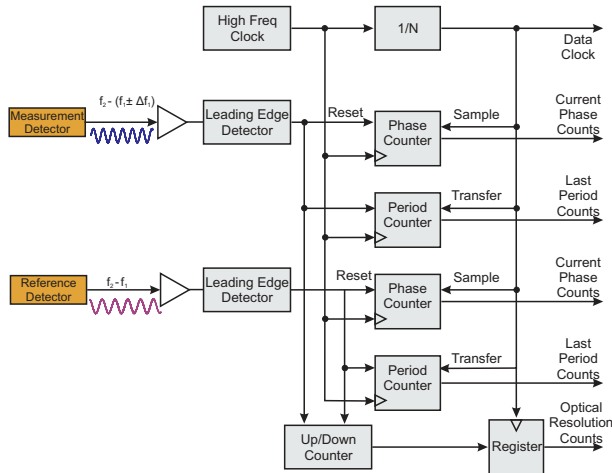 High Freq
Clock
1/N
Data
Clock
f₂ - (f₁ ± Δf₁)
Measurement
Detector
Leading Edge
Detector
Reset
Phase
Counter
Sample
Current
Phase
Counts
Period
Counter
Transfer
Last
Period
Counts
Reference
Detector
f₂ - f₁
Leading Edge
Detector
Reset
Phase
Counter
Sample
Current
Phase
Counts
Period
Counter
Transfer
Last
Period
Counts
Up/Down
Counter
Register
Optical
Resolution
Counts